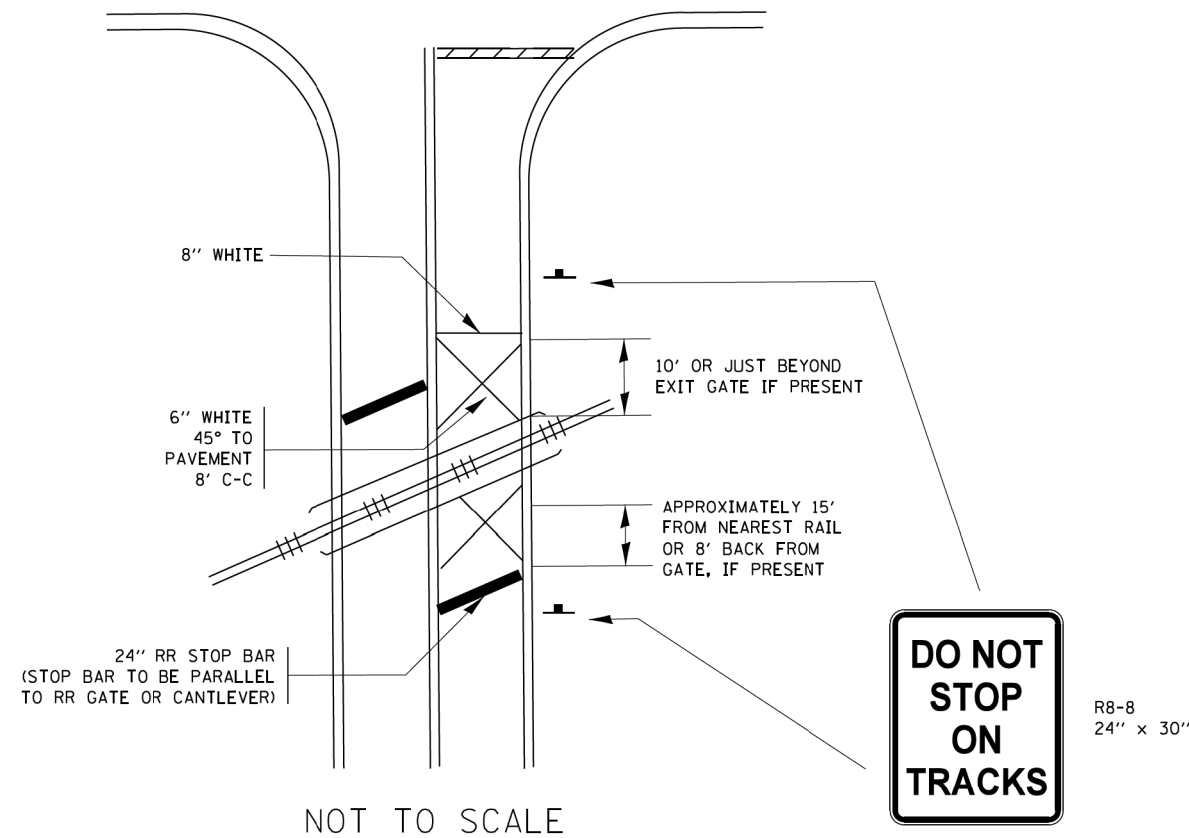 8" WHITE
10' OR JUST BEYOND
EXIT GATE IF PRESENT
6" WHITE
45° TO
PAVEMENT
8' C-C
APPROXIMATELY 15'
FROM NEAREST RAIL
OR 8' BACK FROM
GATE, IF PRESENT
24" RR STOP BAR
(STOP BAR TO BE PARALLEL
TO RR GATE OR CANTLEVER)
DO NOT
STOP
ON
TRACKS
R8-8
24" x 30"
NOT TO SCALE